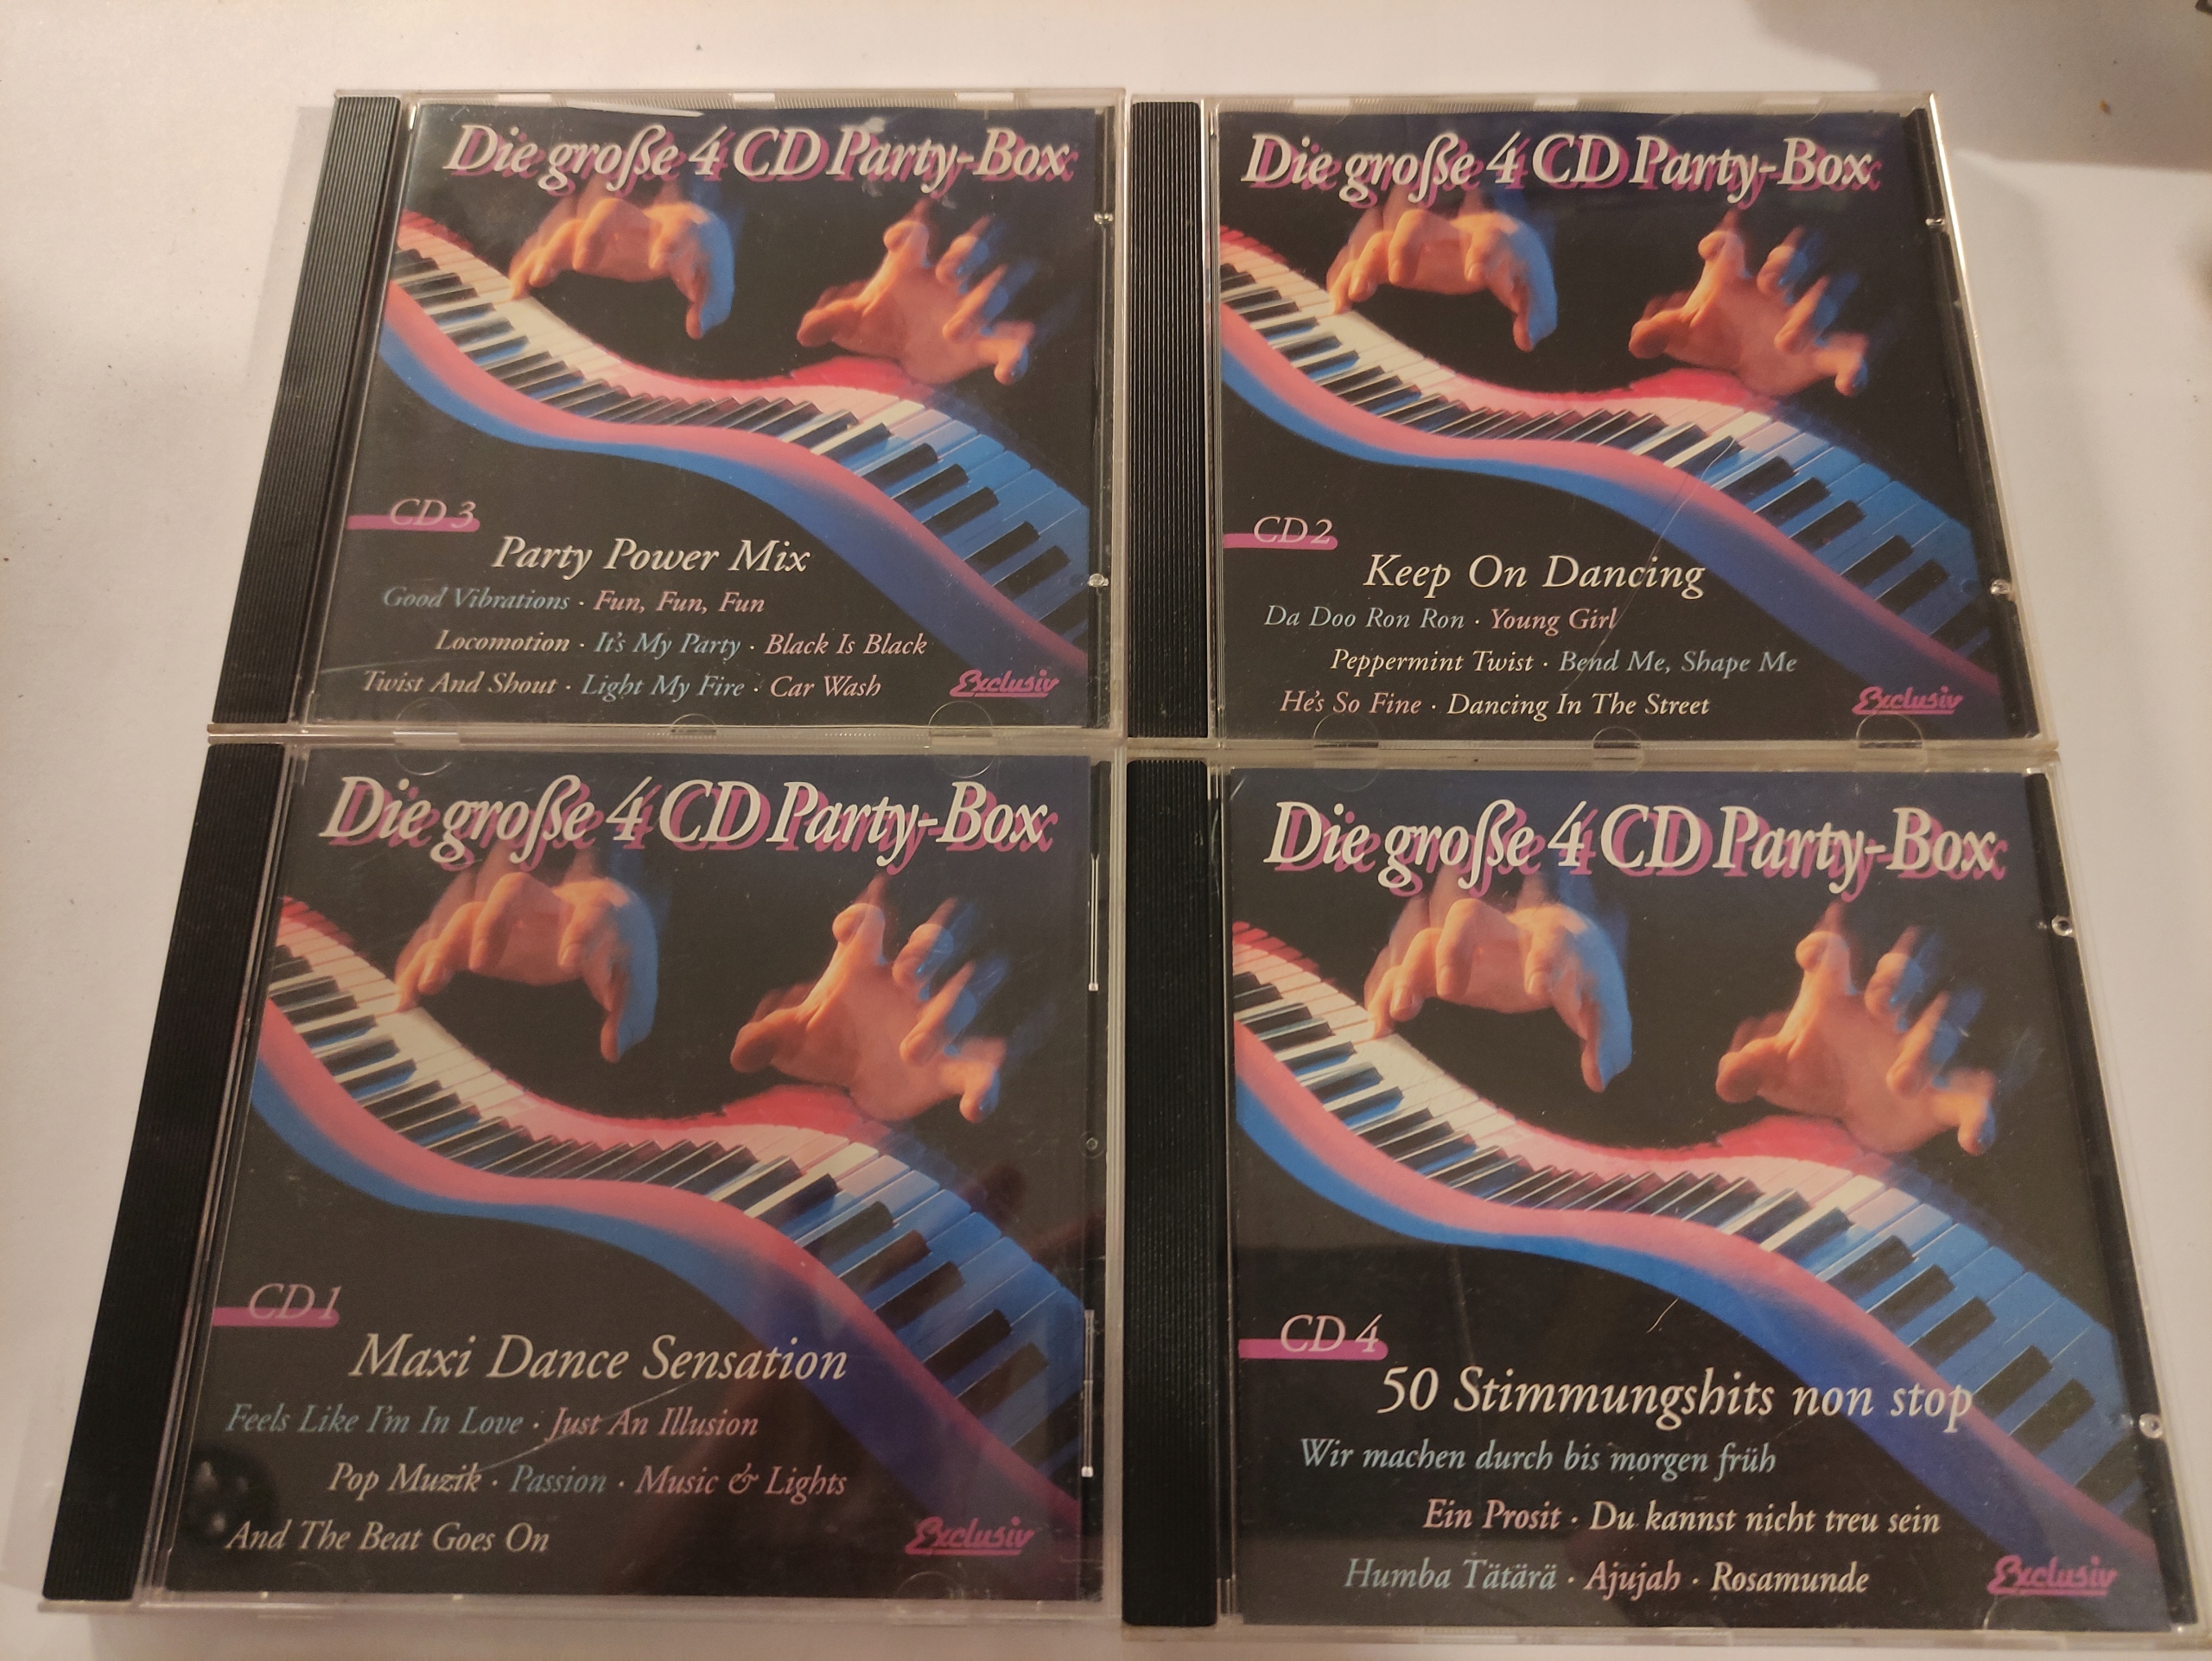 Die große 4 CD Party-Box
CD 3
Party Power Mix
Good Vibrations · Fun, Fun, Fun
Locomotion · It's My Party · Black Is Black
Twist And Shout · Light My Fire · Car Wash
Exclusiv
Die große 4 CD Party-Box
CD 2
Keep On Dancing
Da Doo Ron Ron · Young Girl
Peppermint Twist · Bend Me, Shape Me
He's So Fine · Dancing In The Street
Exclusiv
Die große 4 CD Party-Box
CD 1
Maxi Dance Sensation
Feels Like I'm In Love · Just An Illusion
Pop Muzik · Passion · Music & Lights
And The Beat Goes On
Exclusiv
Die große 4 CD Party-Box
CD 4
50 Stimmungshits non stop
Wir machen durch bis morgen früh
Ein Prosit · Du kannst nicht treu sein
Humba Tätärä · Ajujah · Rosamunde
Exclusiv